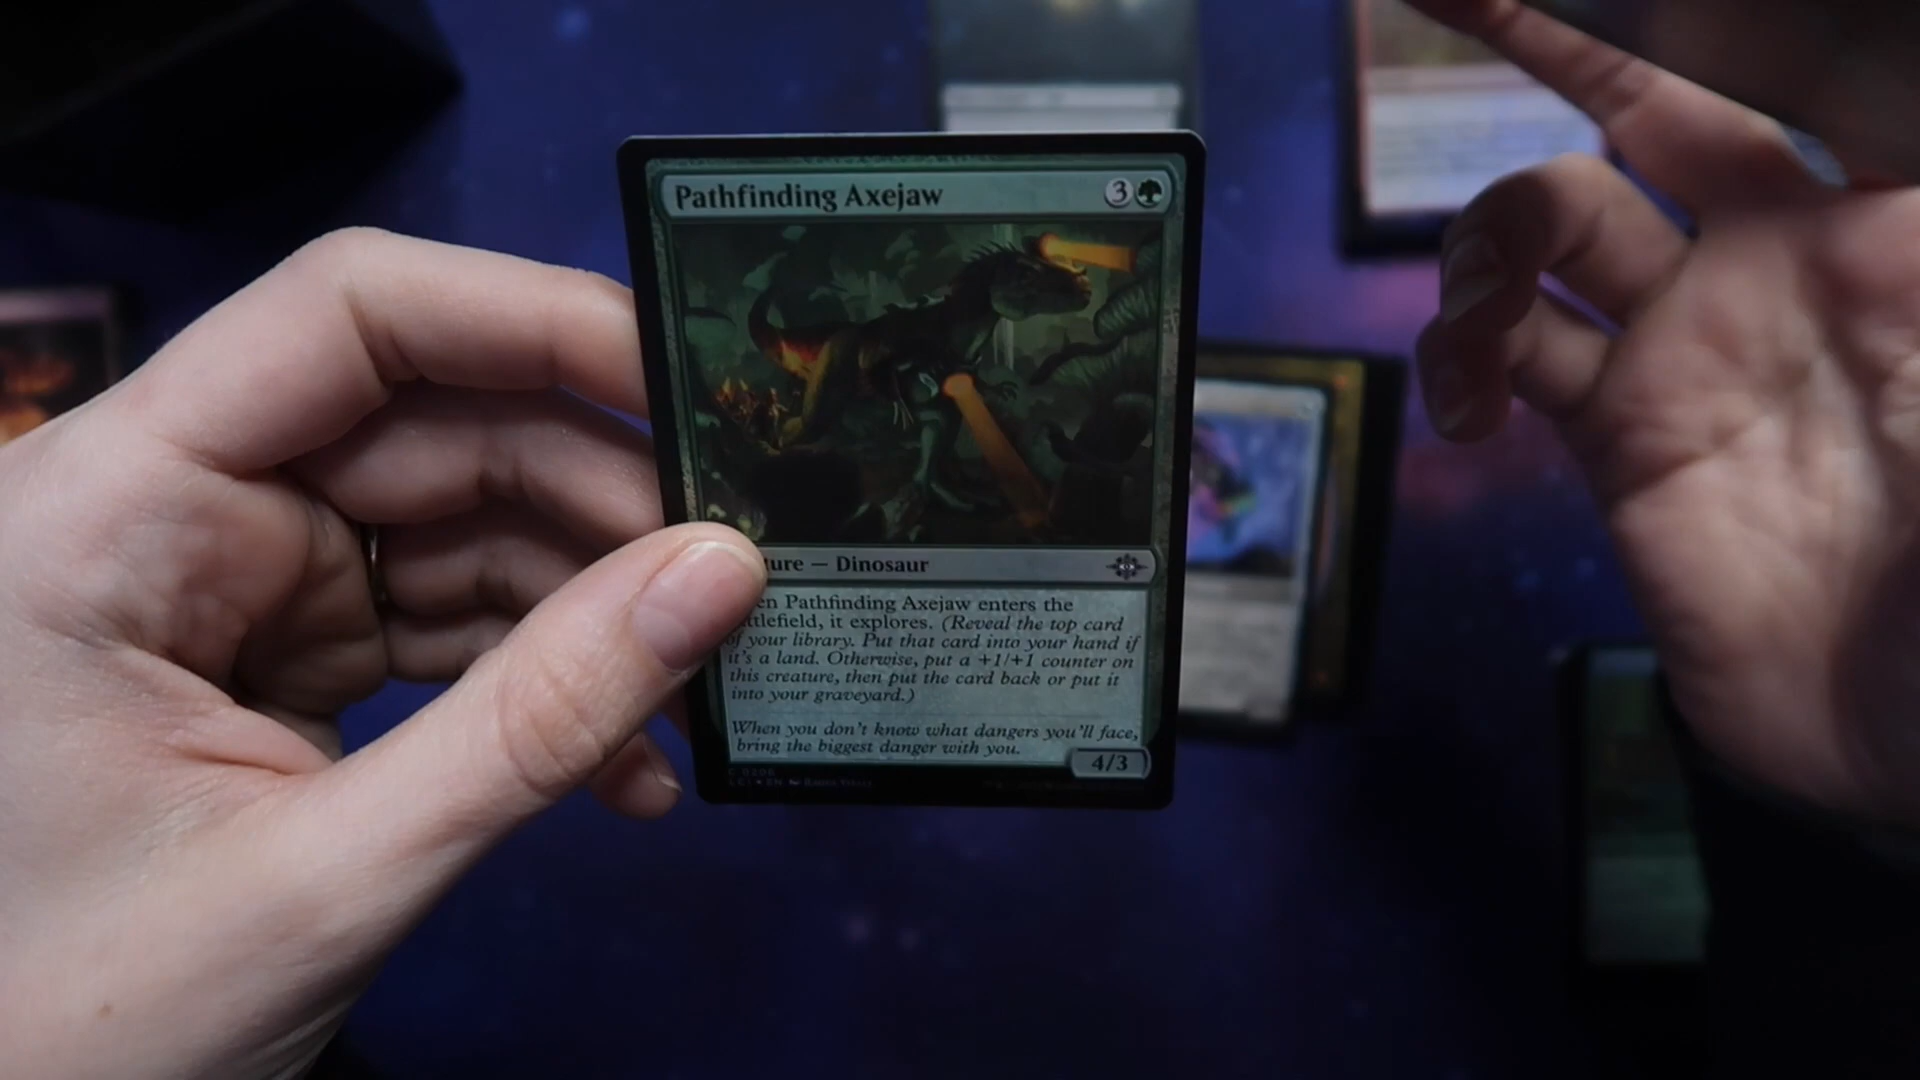 Pathfinding Axejaw 3
ture — Dinosaur
en Pathfinding Axejaw enters the
ttlefield, it explores. (Reveal the top card
of your library. Put that card into your hand if
it's a land. Otherwise, put a +1/+1 counter on
this creature, then put the card back or put it
into your graveyard.)
When you don't know what dangers you'll face,
bring the biggest danger with you.
4/3